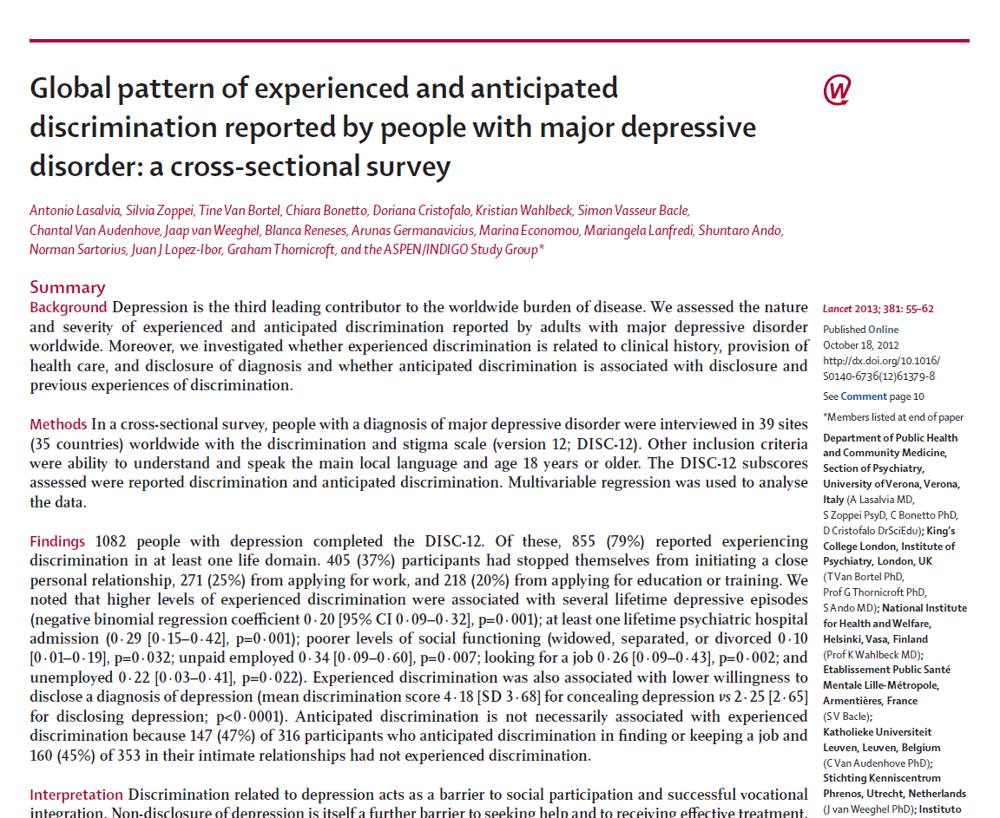 Global pattern of experienced and anticipated
discrimination reported by people with major depressive
disorder: a cross-sectional survey
W
Antonio Lasalvia, Silvia Zoppei, Tine Van Bortel, Chiara Bonetto, Doriana Cristofalo, Kristian Wahlbeck, Simon Vasseur Bacle,
Chantal Van Audenhove, Jaap van Weeghel, Blanca Reneses, Arunas Germanavicius, Marina Economou, Mariangela Lanfredi, Shuntaro Ando,
Norman Sartorius, Juan J Lopez-Ibor, Graham Thornicroft, and the ASPEN/INDIGO Study Group*
Summary
Background Depression is the third leading contributor to the worldwide burden of disease. We assessed the nature
and severity of experienced and anticipated discrimination reported by adults with major depressive disorder
worldwide. Moreover, we investigated whether experienced discrimination is related to clinical history, provision of
health care, and disclosure of diagnosis and whether anticipated discrimination is associated with disclosure and
previous experiences of discrimination.
Methods In a cross-sectional survey, people with a diagnosis of major depressive disorder were interviewed in 39 sites
(35 countries) worldwide with the discrimination and stigma scale (version 12; DISC-12). Other inclusion criteria
were ability to understand and speak the main local language and age 18 years or older. The DISC-12 subscores
assessed were reported discrimination and anticipated discrimination. Multivariable regression was used to analyse
the data.
Findings 1082 people with depression completed the DISC-12. Of these, 855 (79%) reported experiencing
discrimination in at least one life domain. 405 (37%) participants had stopped themselves from initiating a close
personal relationship, 271 (25%) from applying for work, and 218 (20%) from applying for education or training. We
noted that higher levels of experienced discrimination were associated with several lifetime depressive episodes
(negative binomial regression coefficient 0·20 [95% CI 0·09–0·32], p=0·001); at least one lifetime psychiatric hospital
admission (0·29 [0·15–0·42], p=0·001); poorer levels of social functioning (widowed, separated, or divorced 0·10
[0·01–0·19], p=0·032; unpaid employed 0·34 [0·09–0·60], p=0·007; looking for a job 0·26 [0·09–0·43], p=0·002; and
unemployed 0·22 [0·03–0·41], p=0·022). Experienced discrimination was also associated with lower willingness to
disclose a diagnosis of depression (mean discrimination score 4·18 [SD 3·68] for concealing depression vs 2·25 [2·65]
for disclosing depression; p<0·0001). Anticipated discrimination is not necessarily associated with experienced
discrimination because 147 (47%) of 316 participants who anticipated discrimination in finding or keeping a job and
160 (45%) of 353 in their intimate relationships had not experienced discrimination.
Interpretation Discrimination related to depression acts as a barrier to social participation and successful vocational
integration. Non-disclosure of depression is itself a further barrier to seeking help and to receiving effective treatment.
Lancet 2013; 381: 55–62
Published Online
October 18, 2012
http://dx.doi.org/10.1016/
S0140-6736(12)61379-8
See Comment page 10
*Members listed at end of paper
Department of Public Health
and Community Medicine,
Section of Psychiatry,
University of Verona, Verona,
Italy (A Lasalvia MD,
S Zoppei PsyD, C Bonetto PhD,
D Cristofalo DrSciEdu); King's
College London, Institute of
Psychiatry, London, UK
(T Van Bortel PhD,
Prof G Thornicroft PhD,
S Ando MD); National Institute
for Health and Welfare,
Helsinki, Vasa, Finland
(Prof K Wahlbeck MD);
Etablissement Public Santé
Mentale Lille-Métropole,
Armentières, France
(S V Bacle);
Katholieke Universiteit
Leuven, Leuven, Belgium
(C Van Audenhove PhD);
Stichting Kenniscentrum
Phrenos, Utrecht, Netherlands
(J van Weeghel PhD); Instituto